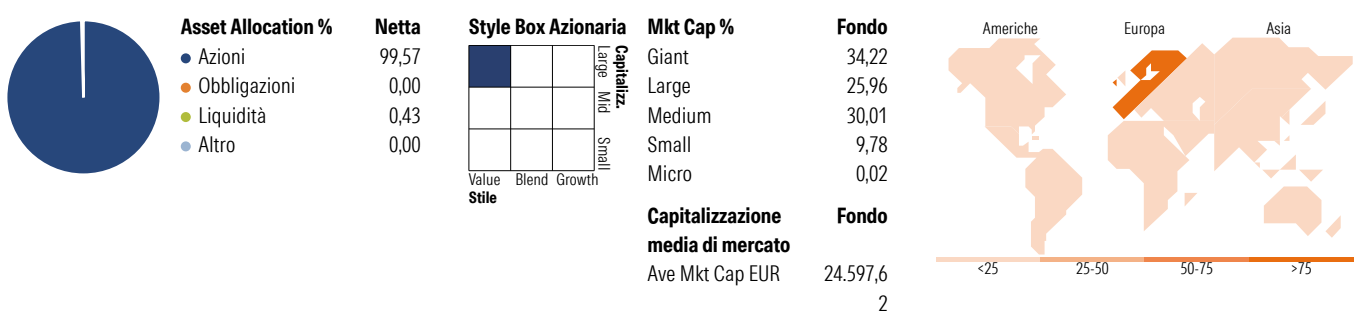 Asset Allocation % Netta
Azioni 99,57
Obbligazioni 0,00
Liquidità 0,43
Altro 0,00
Style Box Azionaria
Large Mid Small
Capitalizz.
Value Blend Growth
Stile
Mkt Cap % Fondo
Giant 34,22
Large 25,96
Medium 30,01
Small 9,78
Micro 0,02
Capitalizzazione Fondo
media di mercato
Ave Mkt Cap EUR 24.597,6
2
Americhe Europa Asia
<25 25-50 50-75 >75